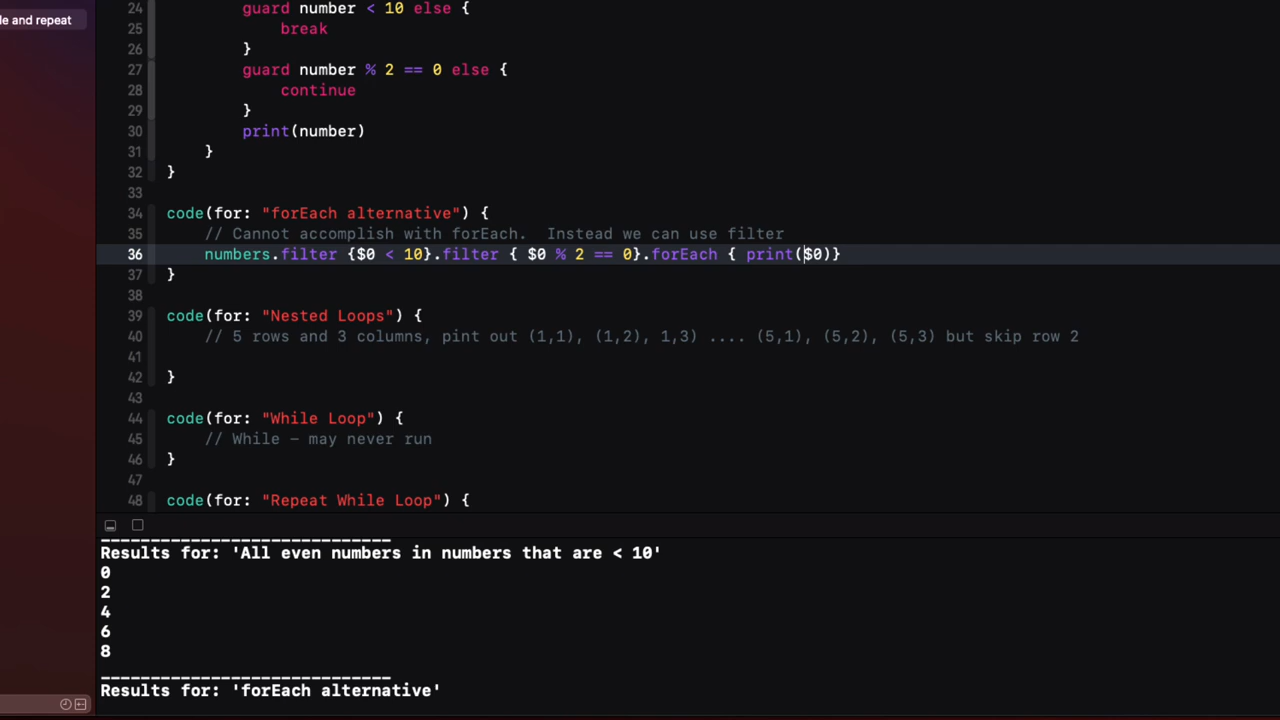 le and repeat
24 guard number < 10 else {
25 break
26 }
27 guard number % 2 == 0 else {
28 continue
29 }
30 print(number)
31 }
32 }
33
34 code(for: "forEach alternative") {
35 // Cannot accomplish with forEach.  Instead we can use filter
36 numbers.filter {$0 < 10}.filter { $0 % 2 == 0}.forEach { print($0)}
37 }
38
39 code(for: "Nested Loops") {
40 // 5 rows and 3 columns, pint out (1,1), (1,2), 1,3) .... (5,1), (5,2), (5,3) but skip row 2
41
42 }
43
44 code(for: "While Loop") {
45 // While – may never run
46 }
47
48 code(for: "Repeat While Loop") {
______________________________
Results for: 'All even numbers in numbers that are < 10'
0
2
4
6
8
______________________________
Results for: 'forEach alternative'